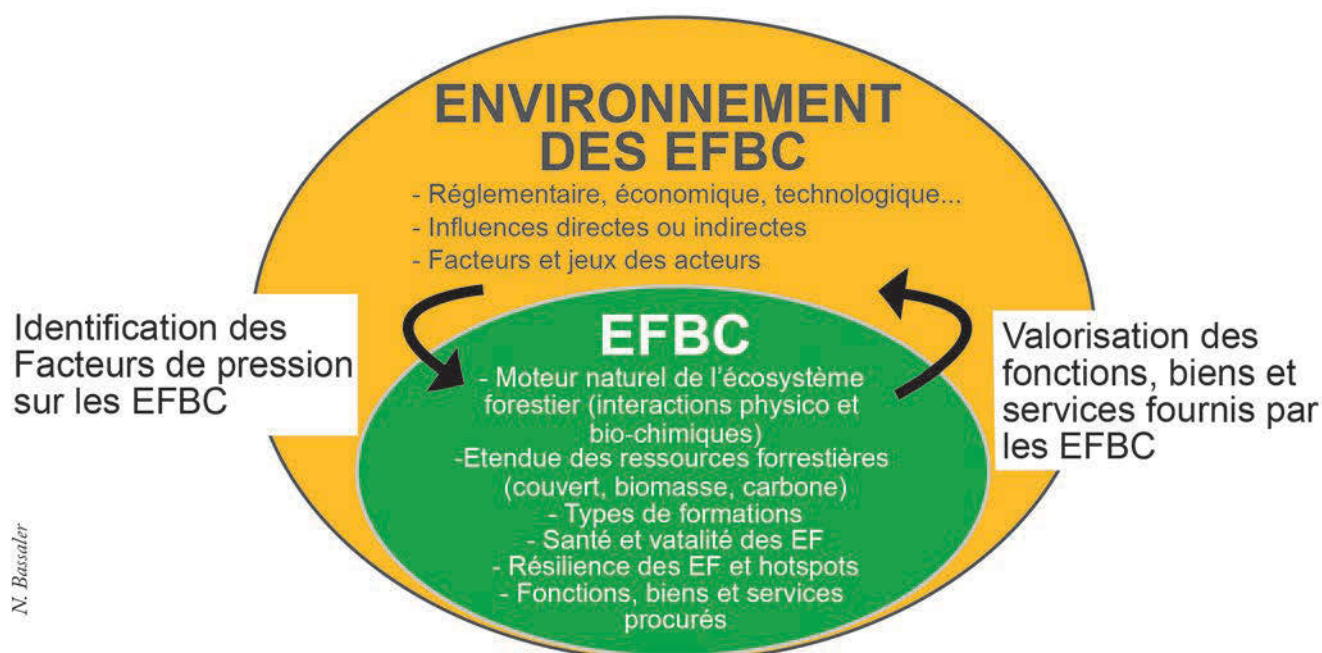 ENVIRONNEMENT
DES EFBC
- Réglementaire, économique, technologique...
- Influences directes ou indirectes
- Facteurs et jeux des acteurs
Identification des
Facteurs de pression
sur les EFBC
EFBC
- Moteur naturel de l'écosystème
forestier (interactions physico et
bio-chimiques)
-Etendue des ressources forrestières
(couvert, biomasse, carbone)
- Types de formations
- Santé et vatalité des EF
- Résilience des EF et hotspots
- Fonctions, biens et services
procurés
Valorisation des
fonctions, biens et
services fournis par
les EFBC
N. Bassaler